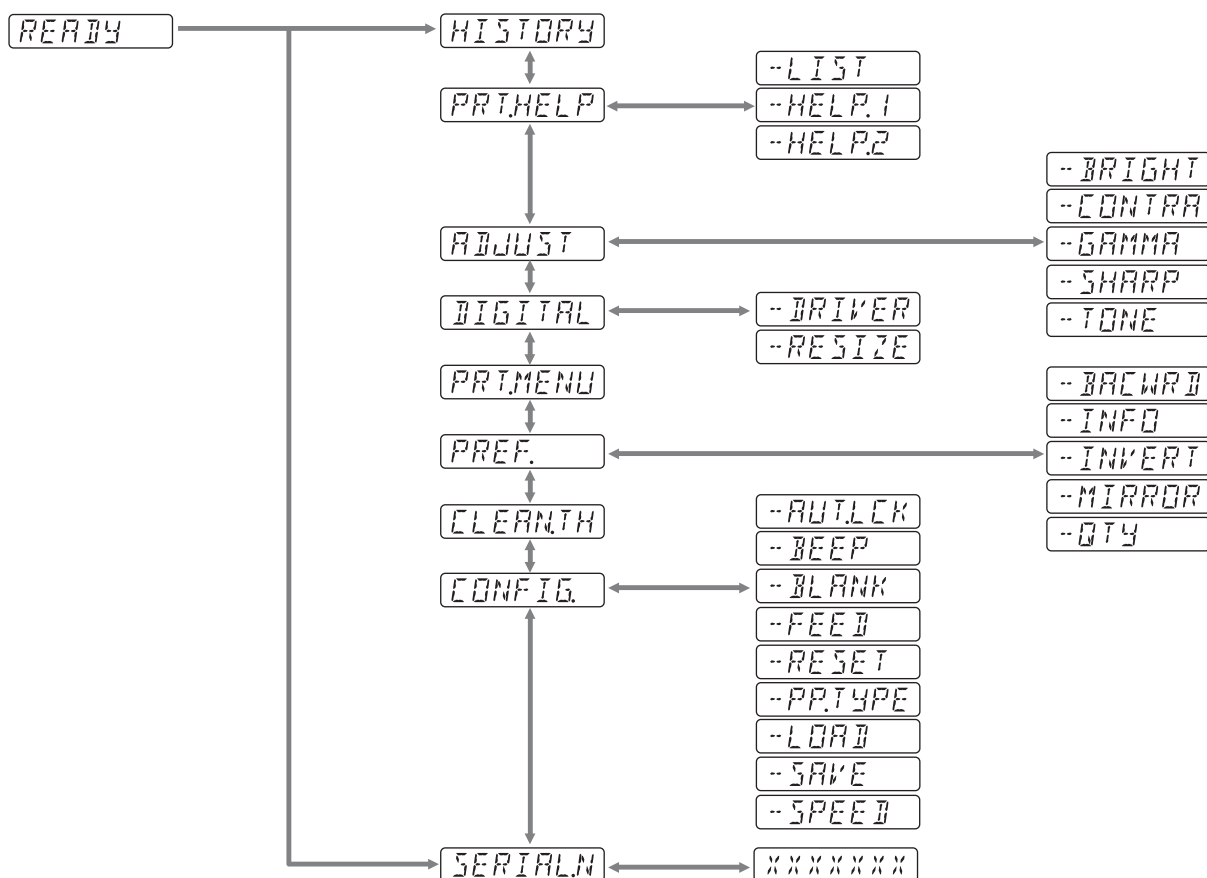 READY
HISTORY
PRT.HELP
--LIST
--HELP.1
--HELP.2
ADJUST
--BRIGHT
--CONTRA
--GAMMA
--SHARP
--TONE
DIGITAL
--DRIVER
--RESIZE
PRT.MENU
PREF.
--BACWRD
--INFO
--INVERT
--MIRROR
--QTY
CLEAN.TH
CONFIG.
--AUT.LCK
--BEEP
--BLANK
--FEED
--RESET
--PP.TYPE
--LOAD
--SAVE
--SPEED
SERIAL.N
XXXXXXX